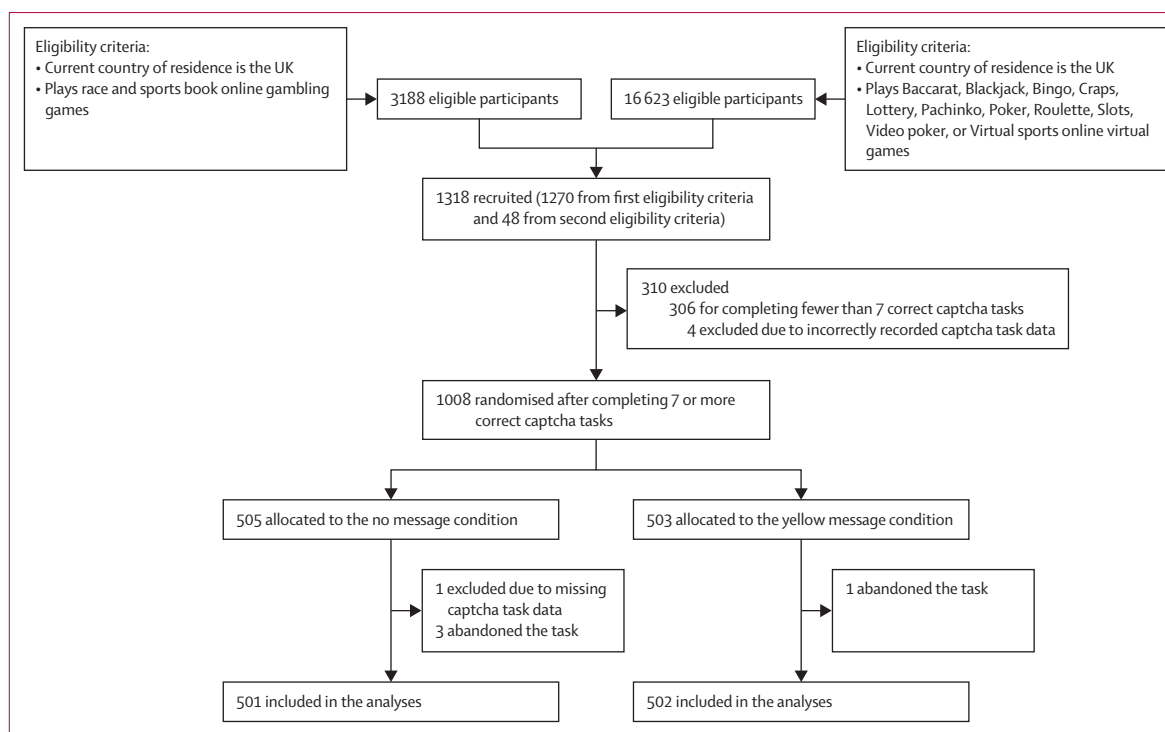 Eligibility criteria:
• Current country of residence is the UK
• Plays race and sports book online gambling
games
3188 eligible participants
16 623 eligible participants
Eligibility criteria:
• Current country of residence is the UK
• Plays Baccarat, Blackjack, Bingo, Craps,
Lottery, Pachinko, Poker, Roulette, Slots,
Video poker, or Virtual sports online virtual
games
1318 recruited (1270 from first eligibility criteria
and 48 from second eligibility criteria)
310 excluded
306 for completing fewer than 7 correct captcha tasks
4 excluded due to incorrectly recorded captcha task data
1008 randomised after completing 7 or more
correct captcha tasks
505 allocated to the no message condition
503 allocated to the yellow message condition
1 excluded due to missing
captcha task data
3 abandoned the task
1 abandoned the task
501 included in the analyses
502 included in the analyses